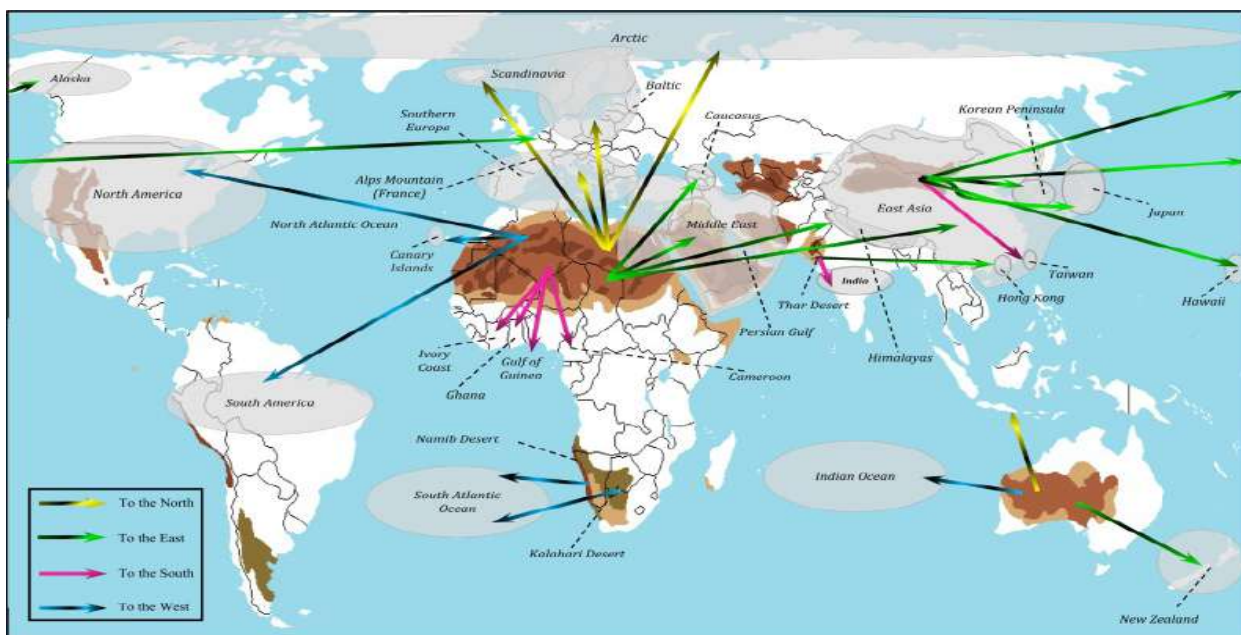 Arctic
Alaska
Scandinavia
Baltic
Southern
Europe
Caucasus
Korean Peninsula
Alps Mountain
(France)
North America
East Asia
Japan
North Atlantic Ocean
Middle East
Canary
Islands
Taiwan
India
Thar Desert
Hong Kong
Hawaii
Persian Gulf
Ivory
Coast
Gulf of
Guinea
Himalayas
Ghana
Cameroon
South America
Namib Desert
Indian Ocean
South Atlantic
Ocean
Kalahari Desert
New Zealand
To the North
To the East
To the South
To the West